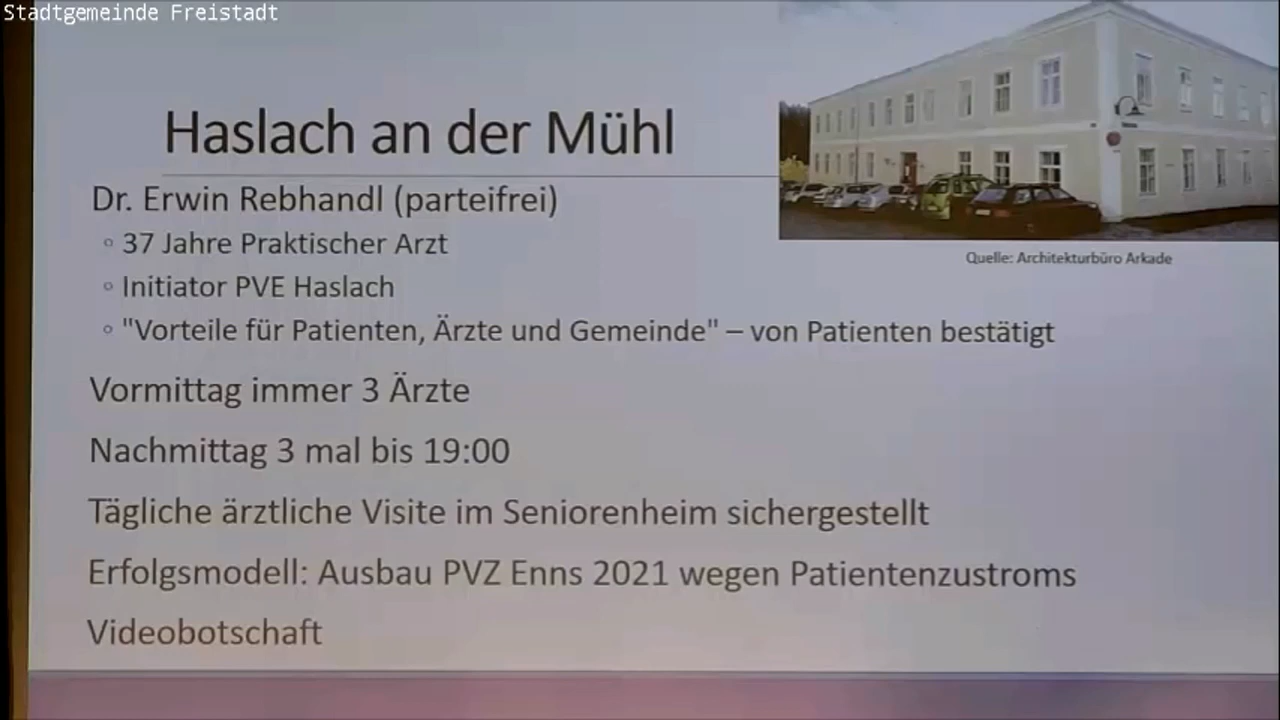 Stadtgemeinde Freistadt
Haslach an der Mühl
Dr. Erwin Rebhandl (parteifrei)
◦ 37 Jahre Praktischer Arzt
◦ Initiator PVE Haslach
◦ "Vorteile für Patienten, Ärzte und Gemeinde" – von Patienten bestätigt
Quelle: Architekturbüro Arkade
Vormittag immer 3 Ärzte
Nachmittag 3 mal bis 19:00
Tägliche ärztliche Visite im Seniorenheim sichergestellt
Erfolgsmodell: Ausbau PVZ Enns 2021 wegen Patientenzustroms
Videobotschaft